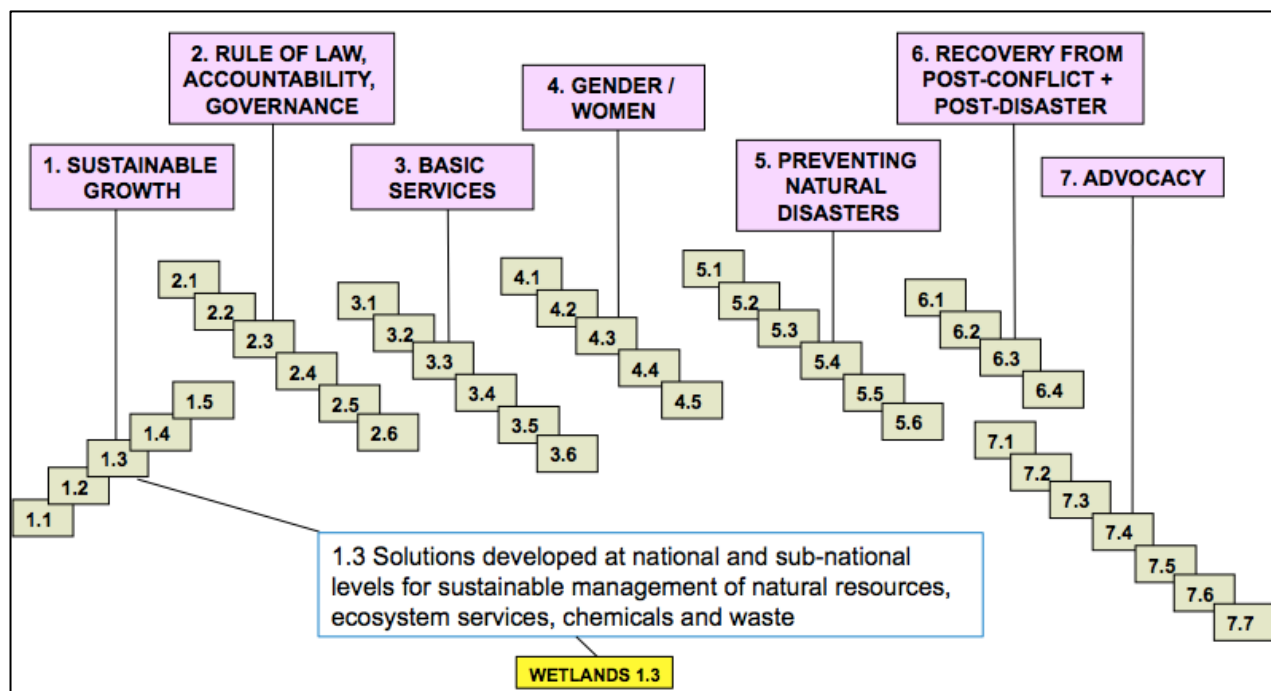 1. SUSTAINABLE
GROWTH
2. RULE OF LAW,
ACCOUNTABILITY,
GOVERNANCE
3. BASIC
SERVICES
4. GENDER /
WOMEN
5. PREVENTING
NATURAL
DISASTERS
6. RECOVERY FROM
POST-CONFLICT +
POST-DISASTER
7. ADVOCACY
1.1
1.2
1.3
1.4
1.5
2.1
2.2
2.3
2.4
2.5
2.6
3.1
3.2
3.3
3.4
3.5
3.6
4.1
4.2
4.3
4.4
4.5
5.1
5.2
5.3
5.4
5.5
5.6
6.1
6.2
6.3
6.4
7.1
7.2
7.3
7.4
7.5
7.6
7.7
1.3 Solutions developed at national and sub-national
levels for sustainable management of natural resources,
ecosystem services, chemicals and waste
WETLANDS 1.3